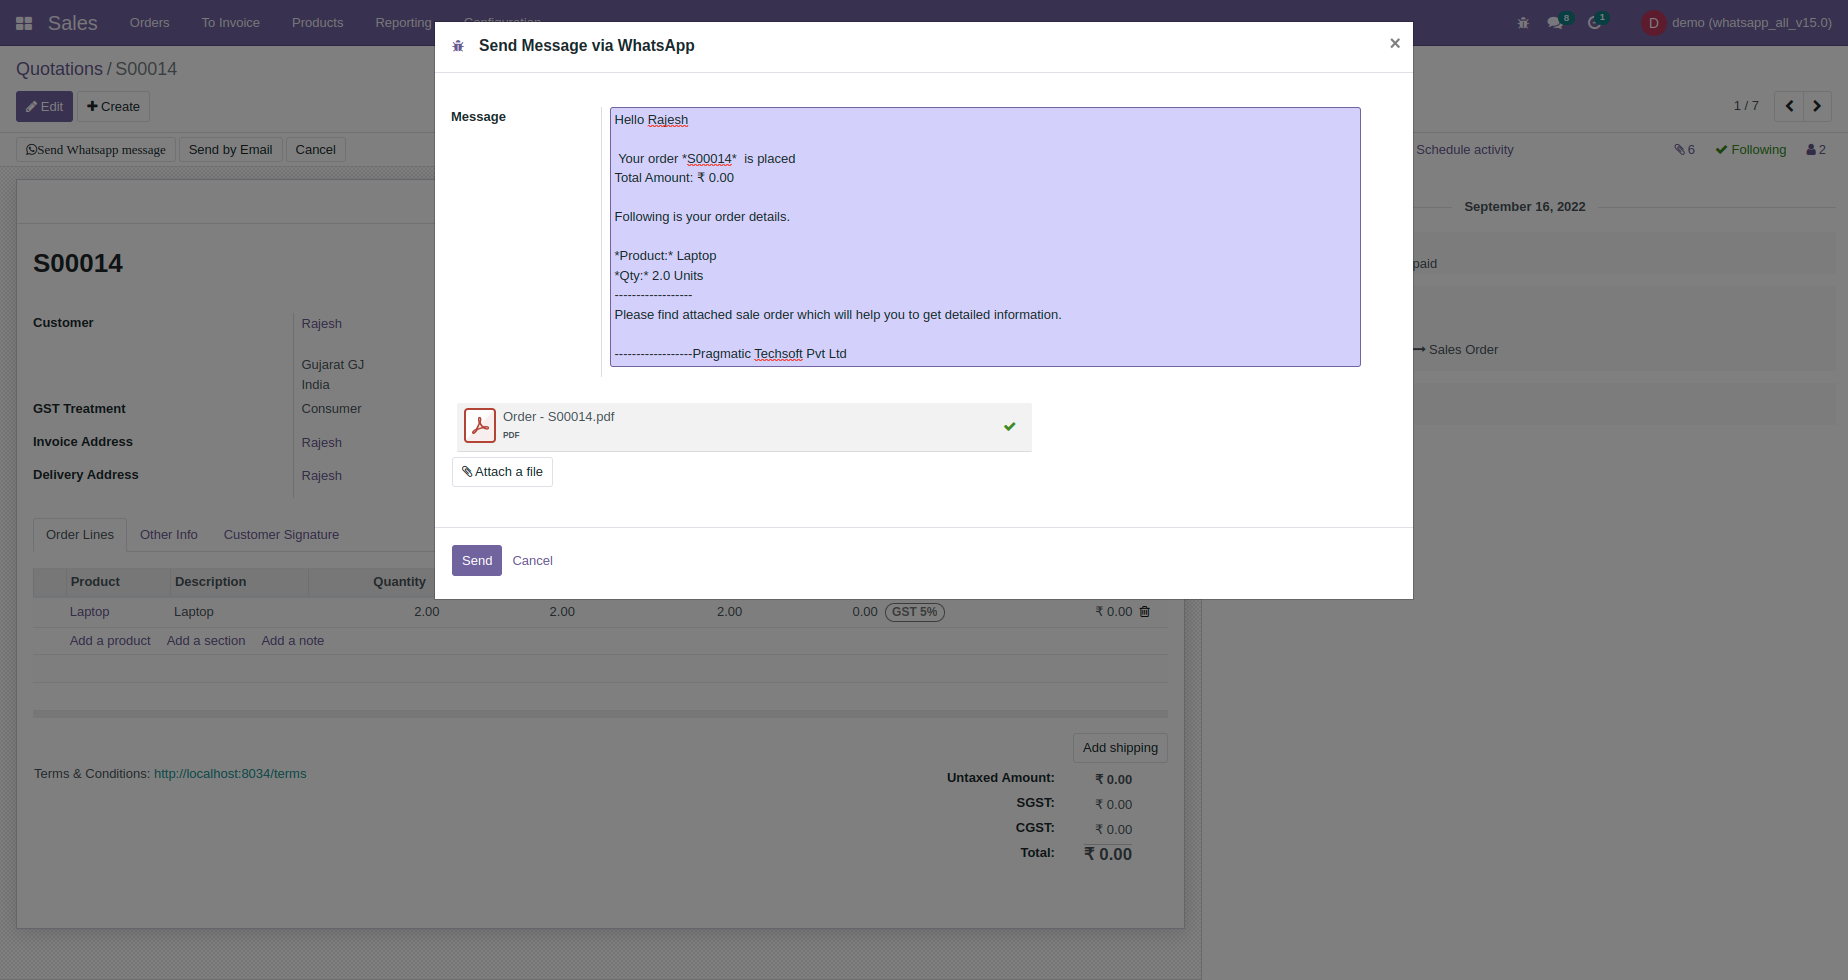 Sales
Orders
To Invoice
Products
Reporting
8
1
D
demo (whatsapp_all_v15.0)
Quotations / S00014
Edit
Create
1 / 7
Send Whatsapp message
Send by Email
Cancel
Schedule activity
6
Following
2
Send Message via WhatsApp
×
Message
Hello Rajesh
Your order *S00014*  is placed
Total Amount: ₹ 0.00
Following is your order details.
*Product:* Laptop
*Qty:* 2.0 Units
------------------
Please find attached sale order which will help you to get detailed information.
------------------Pragmatic Techsoft Pvt Ltd
Order - S00014.pdf
PDF
Attach a file
Send
Cancel
September 16, 2022
paid
Sales Order
S00014
Customer
Rajesh
Gujarat GJ
India
GST Treatment
Consumer
Invoice Address
Rajesh
Delivery Address
Rajesh
Order Lines
Other Info
Customer Signature
Product
Description
Quantity
Laptop
Laptop
2.00
2.00
2.00
0.00
GST 5%
₹ 0.00
Add a product
Add a section
Add a note
Add shipping
Terms & Conditions: http://localhost:8034/terms
Untaxed Amount:
₹ 0.00
SGST:
₹ 0.00
CGST:
₹ 0.00
Total:
₹ 0.00